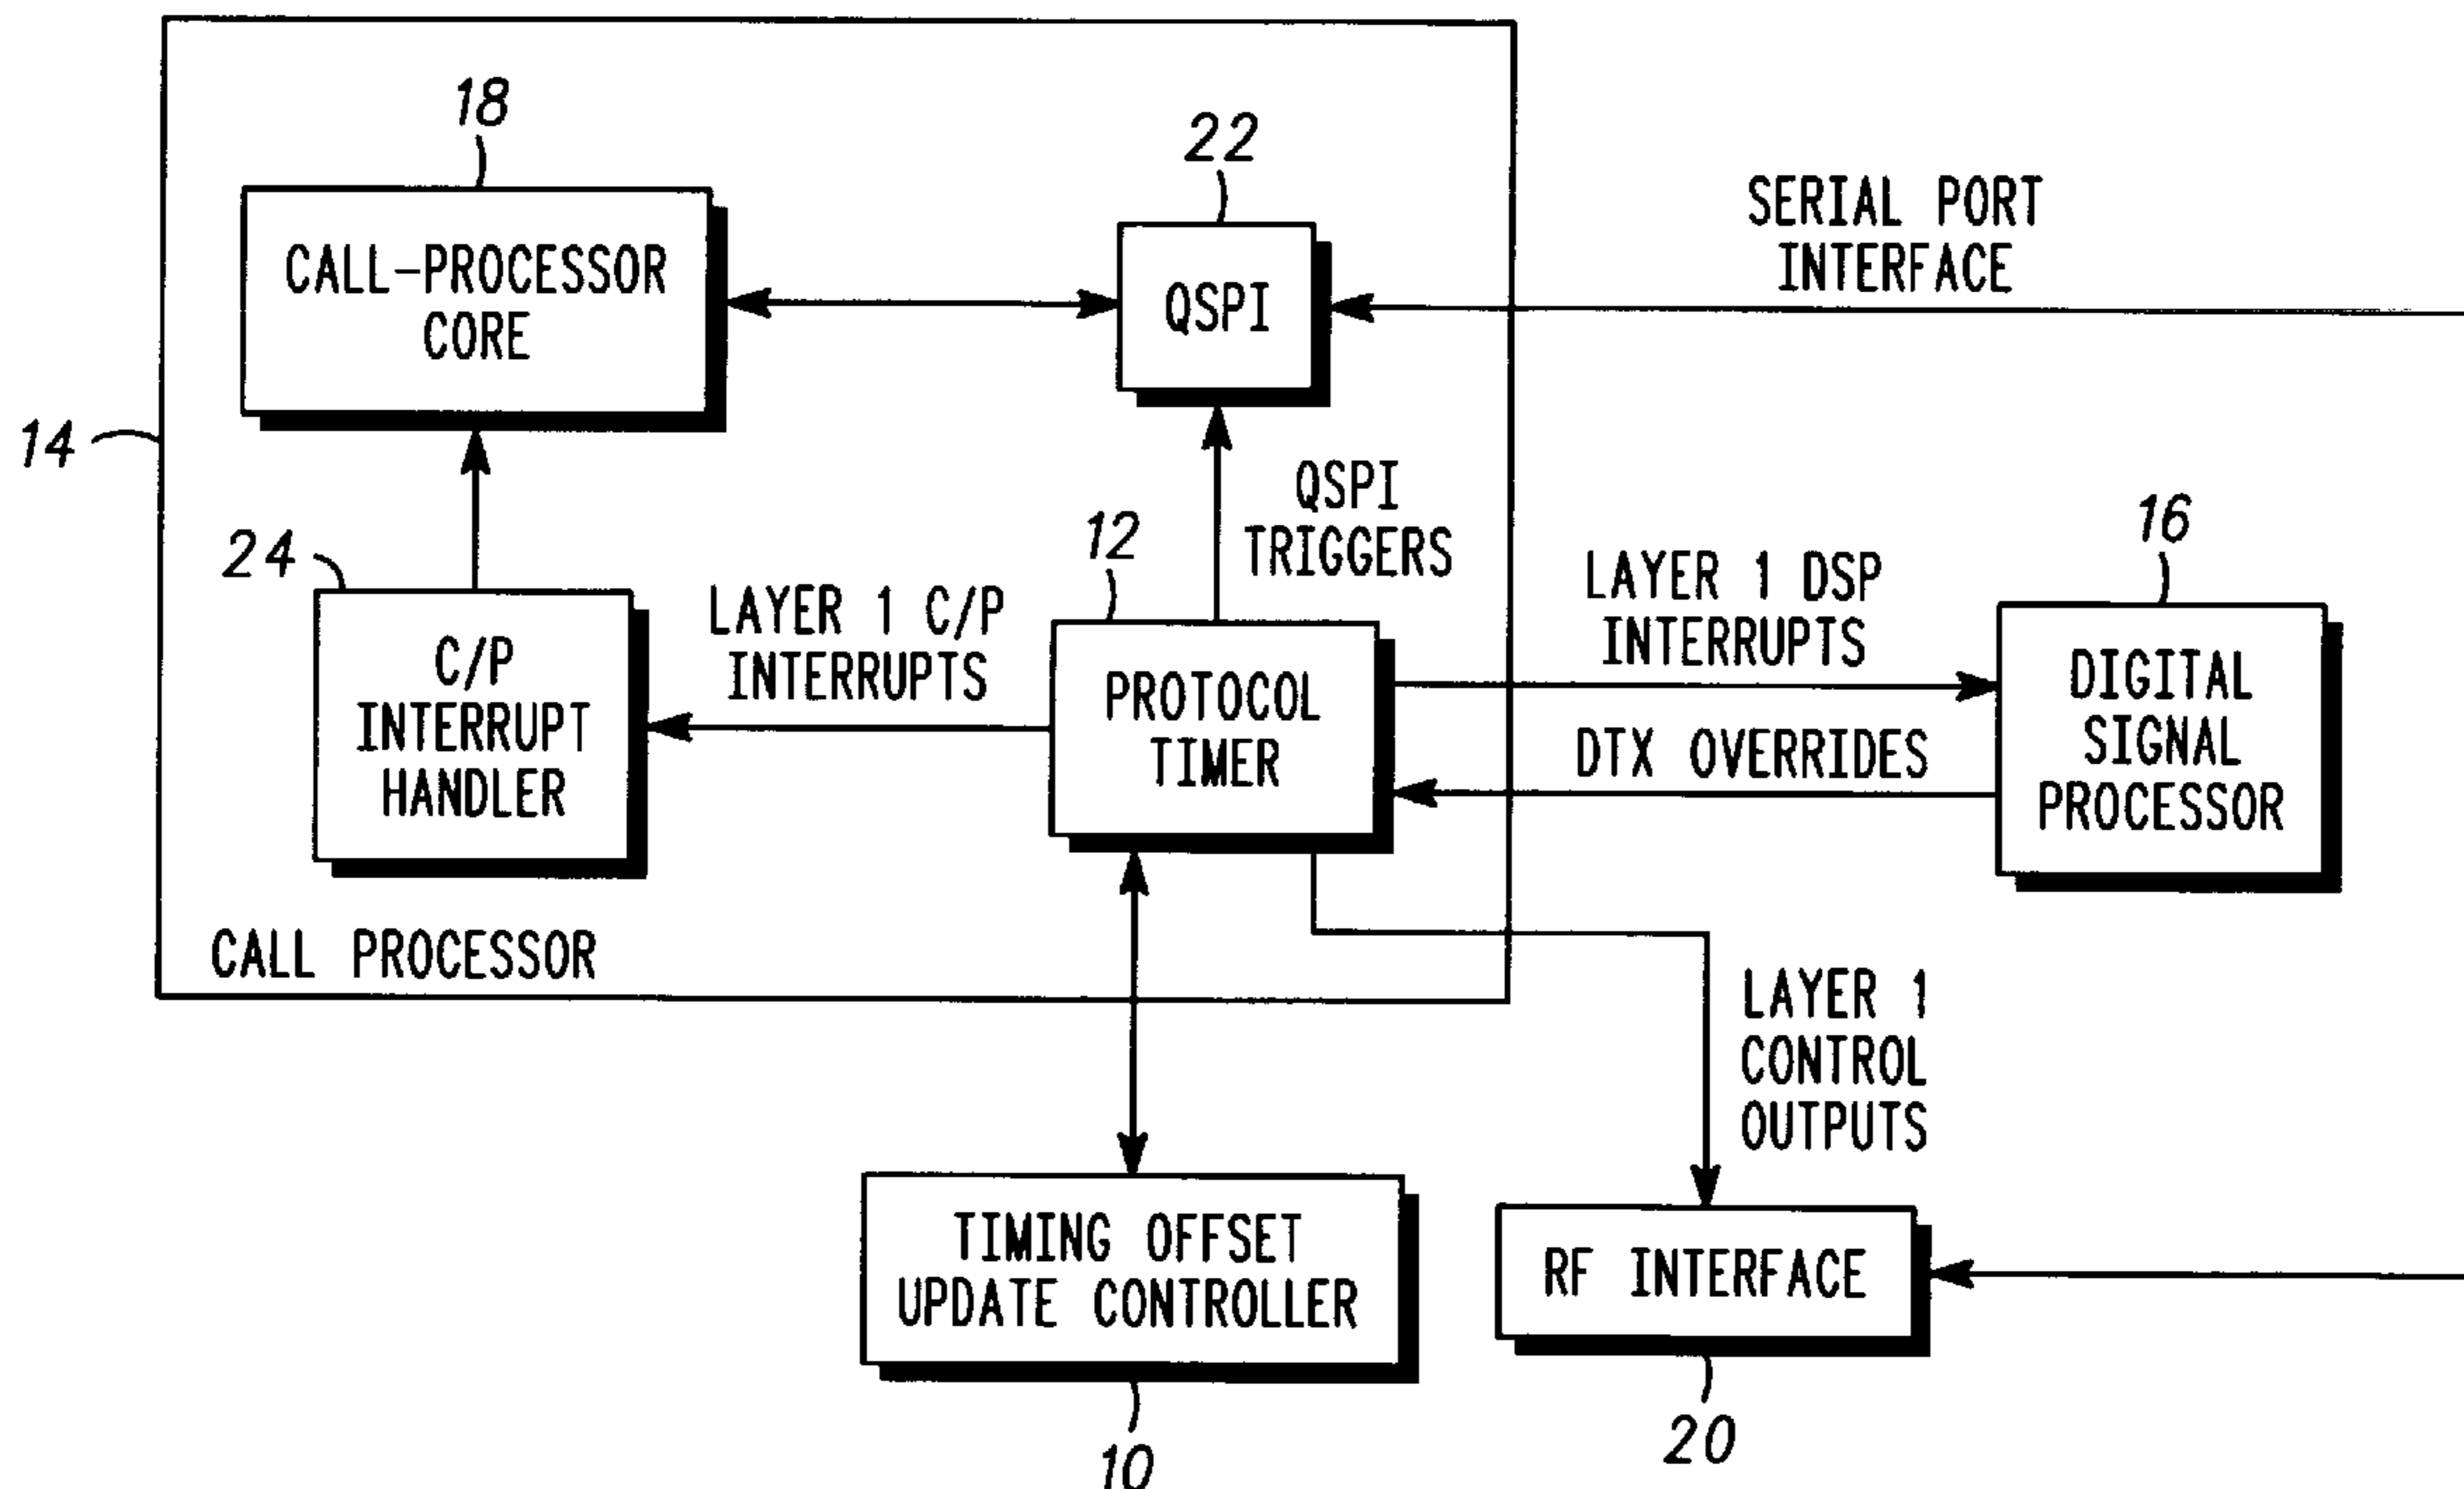 18
22
CALL-PROCESSOR
CORE
QSPI
SERIAL PORT
INTERFACE
14
QSPI
TRIGGERS
24
12
16
LAYER 1 C/P
INTERRUPTS
LAYER 1 DSP
INTERRUPTS
C/P
INTERRUPT
HANDLER
PROTOCOL
TIMER
DTX OVERRIDES
DIGITAL
SIGNAL
PROCESSOR
CALL PROCESSOR
LAYER 1
CONTROL
OUTPUTS
TIMING OFFSET
UPDATE CONTROLLER
RF INTERFACE
10
20